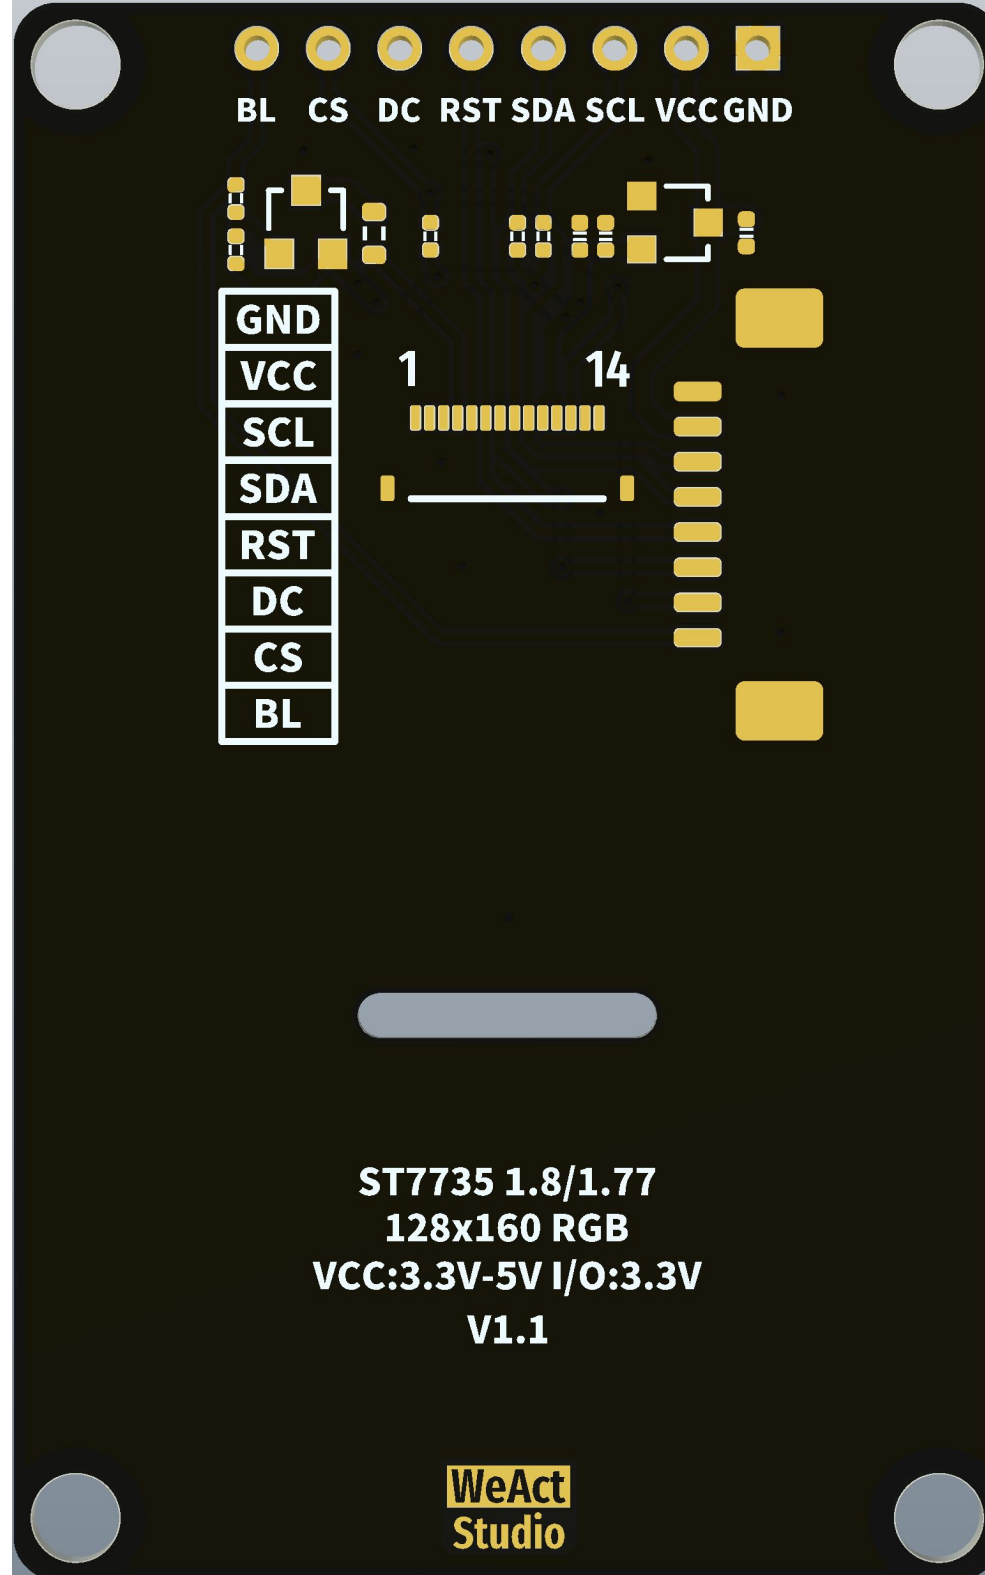 BL CS DC RST SDA SCL VCC GND
1 14
GND
VCC
SCL
SDA
RST
DC
CS
BL
ST7735 1.8/1.77
128x160 RGB
VCC:3.3V-5V I/O:3.3V
V1.1
WeAct
Studio